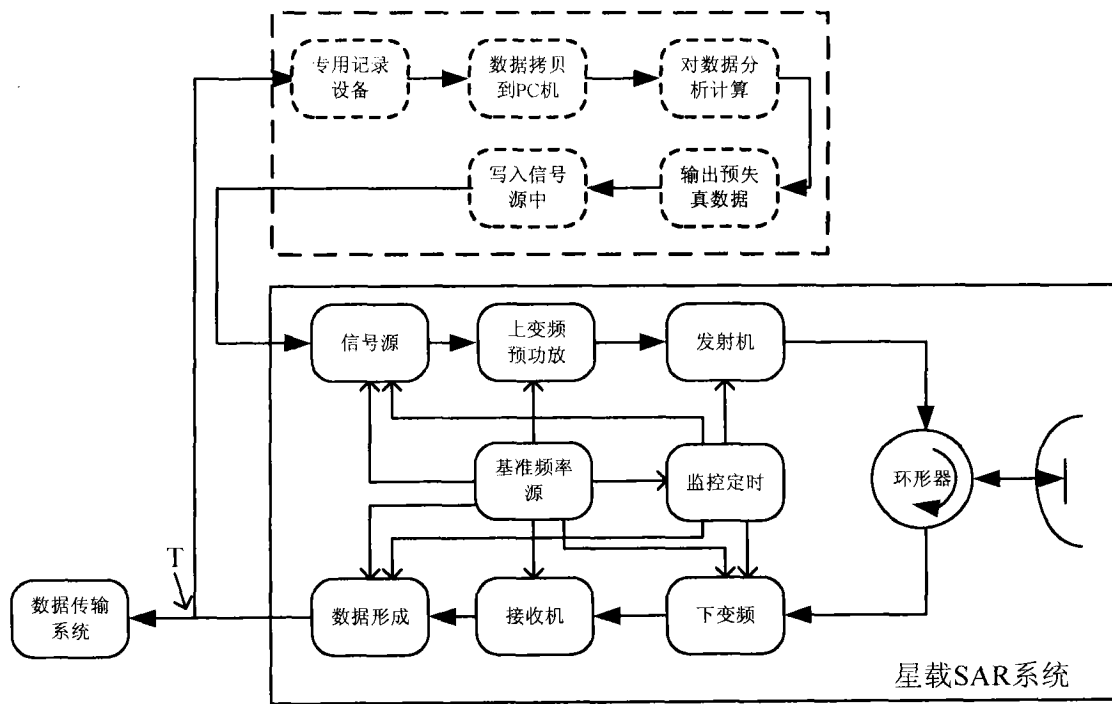 专用记录
设备
数据拷贝
到PC机
对数据分
析计算
写入信号
源中
输出预失
真数据
信号源
上变频
预功放
发射机
基准频率
源
监控定时
环形器
T
数据传输
系统
数据形成
接收机
下变频
星载SAR系统